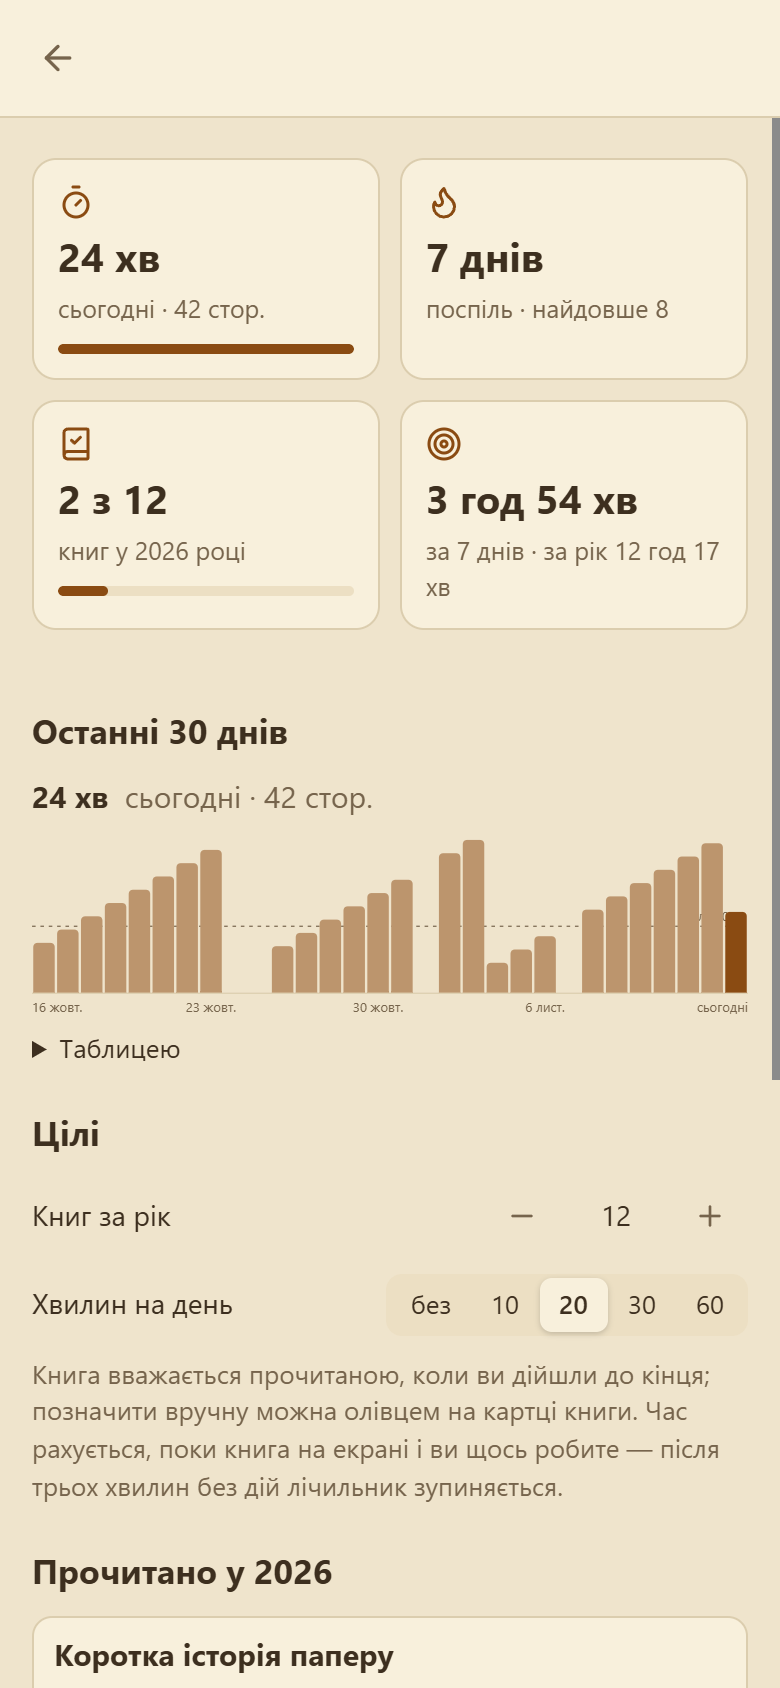 24 хв
сьогодні · 42 стор.
7 днів
поспіль · найдовше 8
2 з 12
книг у 2026 році
3 год 54 хв
за 7 днів · за рік 12 год 17
хв
Останні 30 днів
24 хв сьогодні · 42 стор.
16 жовт.
23 жовт.
30 жовт.
6 лист.
сьогодні
Таблицею
Цілі
Книг за рік
12
Хвилин на день
без 10 20 30 60
Книга вважається прочитаною, коли ви дійшли до кінця;
позначити вручну можна олівцем на картці книги. Час
рахується, поки книга на екрані і ви щось робите — після
трьох хвилин без дій лічильник зупиняється.
Прочитано у 2026
Коротка історія паперу